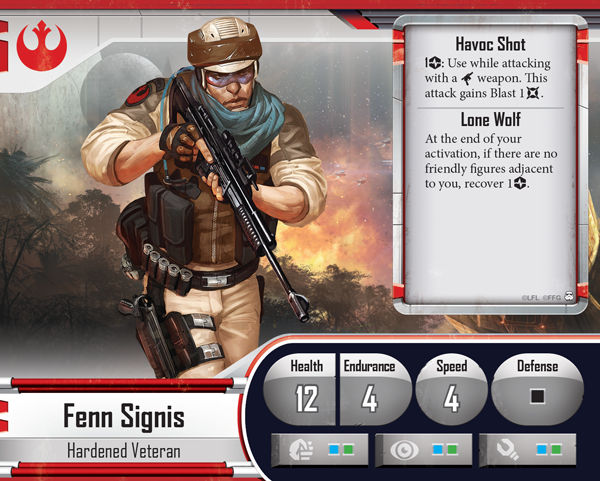 Havoc Shot
1: Use while attacking
with a weapon. This
attack gains Blast 1.
Lone Wolf
At the end of your
activation, if there are no
friendly figures adjacent
to you, recover 1.
©LFL ©FFG
Health
Endurance
Speed
Defense
12
4
4
Fenn Signis
Hardened Veteran